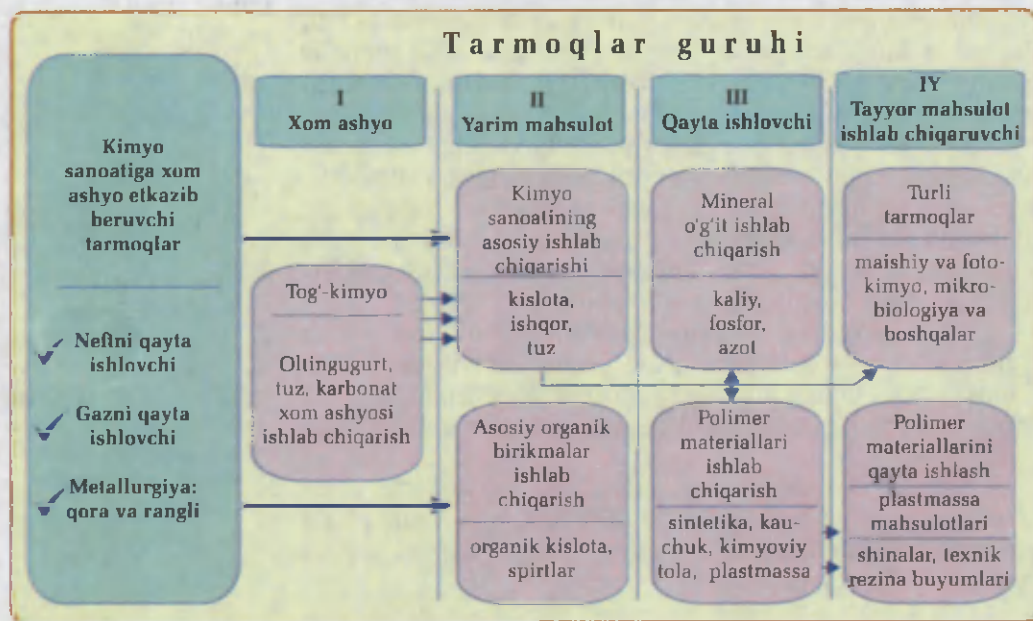 Tarmoqlar guruhi
Kimyo
sanoatiga xom
ashyo etkazib
beruvchi
tarmoqlar
Neftni qayta
ishlovchi
Gazni qayta
ishlovchi
Metallurgiya:
qora va rangli
I
Xom ashyo
Tog'-kimyo
Oltingugurt,
tuz, karbonat
xom ashyosi
ishlab chiqarish
II
Yarim mahsulot
Kimyo
sanoatining
asosiy ishlab
chiqarishi
kislota,
ishqor,
tuz
Asosiy organik
birikmalar
ishlab
chiqarish
organik kislota,
spirtlar
III
Qayta ishlovchi
Mineral
o'g'it ishlab
chiqarish
kaliy,
fosfor,
azot
Polimer
materiallari
ishlab
chiqarish
sintetika, kau-
chuk, kimyoviy
tola, plastmassa
IY
Tayyor mahsulot
ishlab chiqaruvchi
Turli
tarmoqlar
maishiy va foto-
kimyo, mikro-
biologiya va
boshqalar
Polimer
materiallarini
qayta ishlash
plastmassa
mahsulotlari
shinalar, texnik
rezina buyumlari